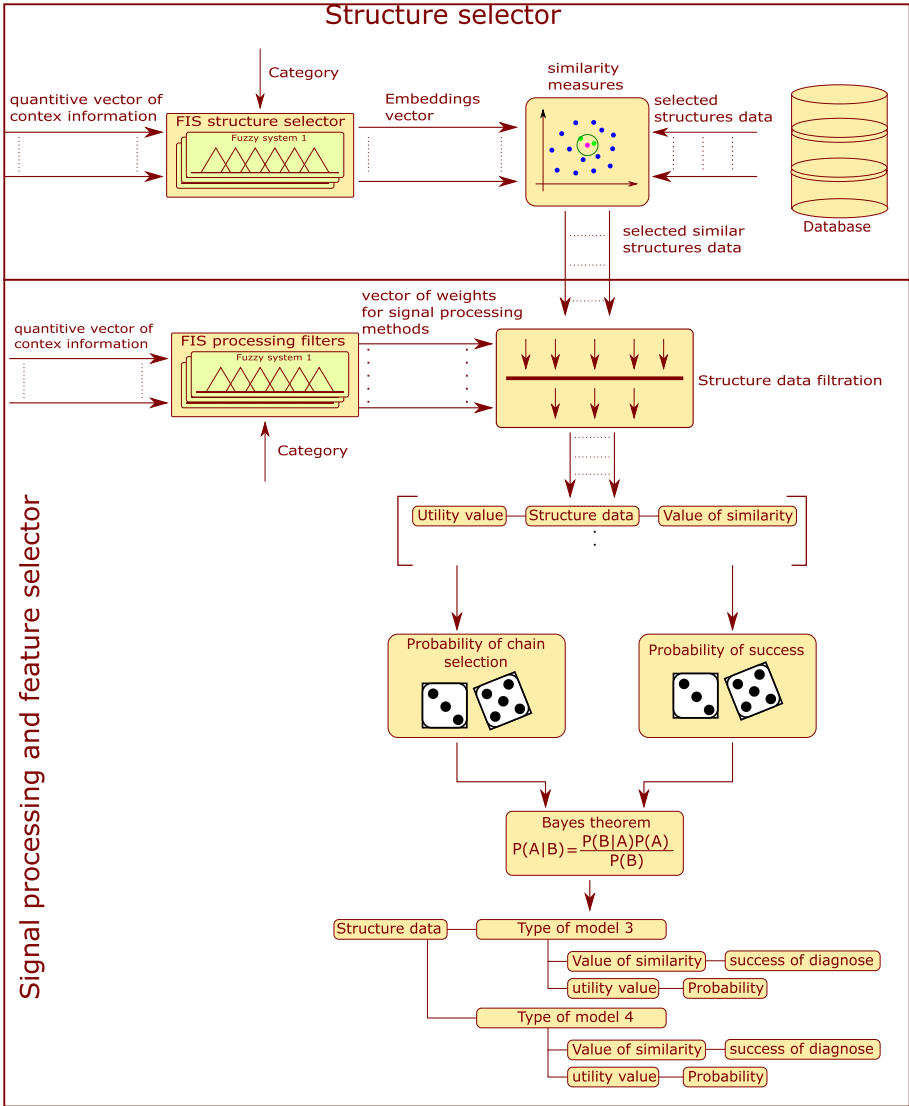 Structure selector
Category
quantitive vector of
contex information
FIS structure selector
Fuzzy system 1
Embeddings
vector
similarity
measures
selected
structures data
Database
selected similar
structures data
Signal processing and feature selector
quantitive vector of
contex information
FIS processing filters
Fuzzy system 1
Category
vector of weights
for signal processing
methods
Structure data filtration
Utility value
Structure data
Value of similarity
Probability of chain
selection
Probability of success
Bayes theorem
P(A|B)=P(B|A)P(A)
P(B)
Structure data
Type of model 3
Value of similarity
success of diagnose
utility value
Probability
Type of model 4
Value of similarity
success of diagnose
utility value
Probability